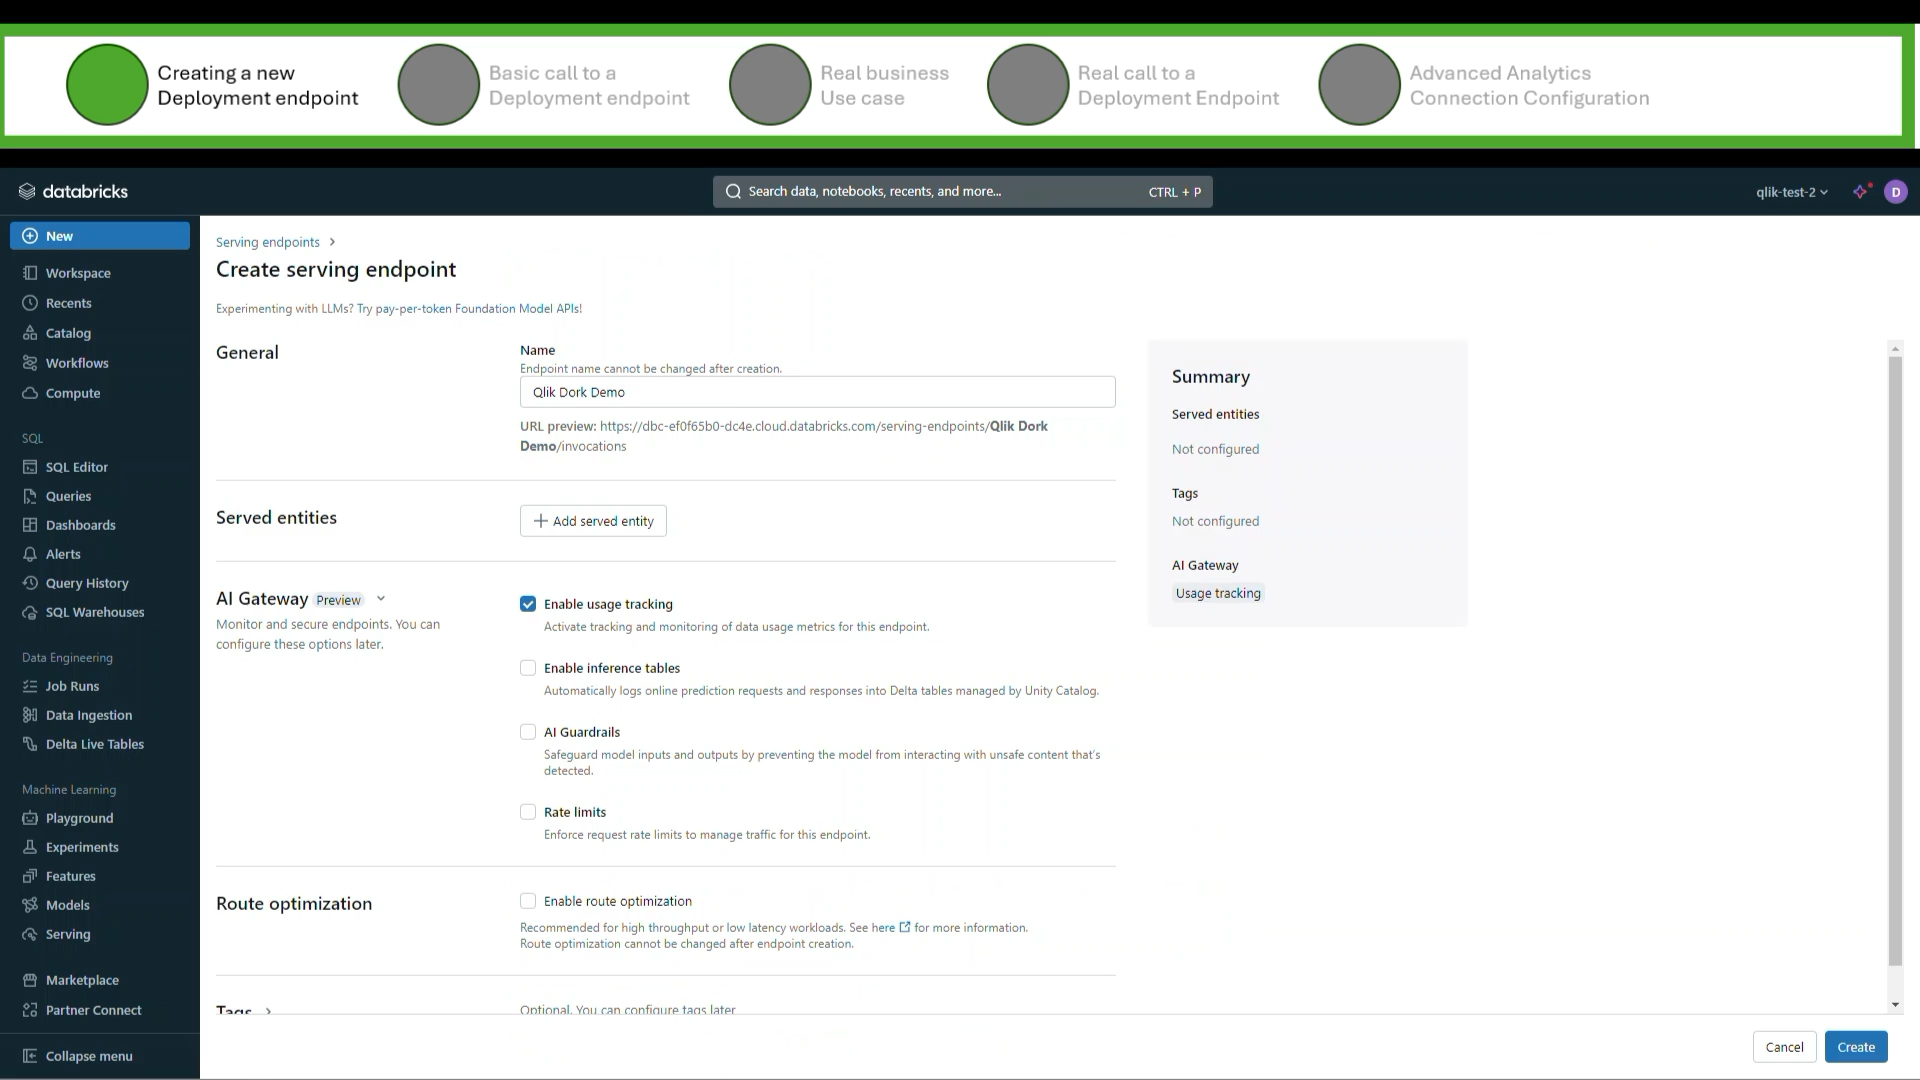 Creating a new
Deployment endpoint
Basic call to a
Deployment endpoint
Real business
Use case
Real call to a
Deployment Endpoint
Advanced Analytics
Connection Configuration
databricks
Search data, notebooks, recents, and more...
CTRL + P
qlik-test-2
D
New
Workspace
Recents
Catalog
Workflows
Compute
SQL
SQL Editor
Queries
Dashboards
Alerts
Query History
SQL Warehouses
Data Engineering
Job Runs
Data Ingestion
Delta Live Tables
Machine Learning
Playground
Experiments
Features
Models
Serving
Marketplace
Partner Connect
Collapse menu
Serving endpoints
Create serving endpoint
Experimenting with LLMs? Try pay-per-token Foundation Model APIs!
General
Name
Endpoint name cannot be changed after creation.
Qlik Dork Demo
URL preview: https://dbc-ef0f65b0-dc4e.cloud.databricks.com/serving-endpoints/Qlik Dork
Demo/invocations
Served entities
Add served entity
AI Gateway Preview
Monitor and secure endpoints. You can
configure these options later.
Enable usage tracking
Activate tracking and monitoring of data usage metrics for this endpoint.
Enable inference tables
Automatically logs online prediction requests and responses into Delta tables managed by Unity Catalog.
AI Guardrails
Safeguard model inputs and outputs by preventing the model from interacting with unsafe content that's
detected.
Rate limits
Enforce request rate limits to manage traffic for this endpoint.
Route optimization
Enable route optimization
Recommended for high throughput or low latency workloads. See here for more information.
Route optimization cannot be changed after endpoint creation.
Tags
Optional. You can configure tags later
Summary
Served entities
Not configured
Tags
Not configured
AI Gateway
Usage tracking
Cancel
Create